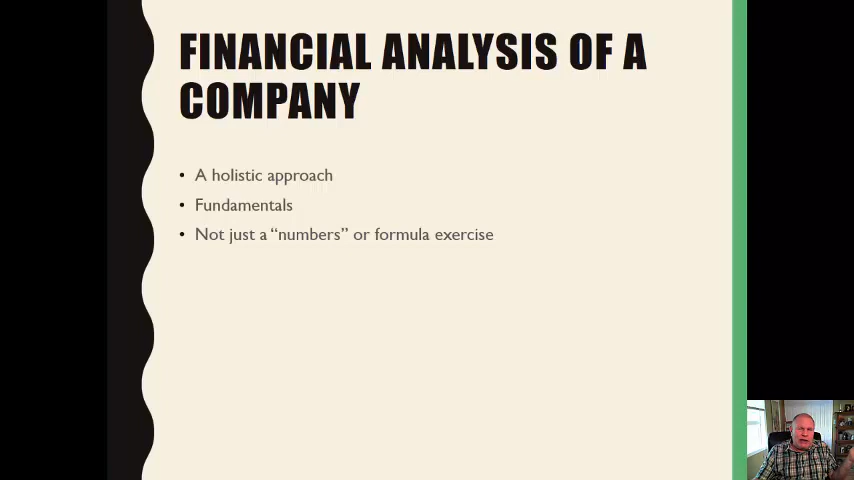 FINANCIAL ANALYSIS OF A
COMPANY
• A holistic approach
• Fundamentals
• Not just a “numbers” or formula exercise